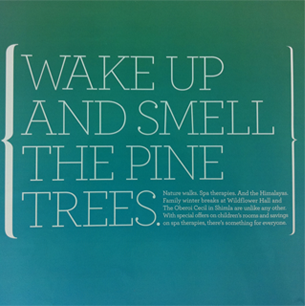 WAKE UP
AND SMELL
THE PINE
TREES.
Nature walks. Spa therapies. And the Himalayas.
Family winter breaks at Wildflower Hall and
The Oberoi Cecil in Shimla are unlike any other.
With special offers on children's rooms and savings
on spa therapies, there's something for everyone.